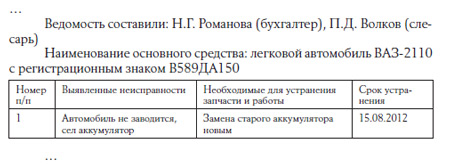 ...
Ведомость составили: Н.Г. Романова (бухгалтер), П.Д. Волков (сле-
сарь)
Наименование основного средства: легковой автомобиль ВАЗ-2110
с регистрационным знаком В589ДА150
Номер п/п Выявленные неисправности Необходимые для устранения запчасти и работы Срок устра-нения
1 Автомобиль не заводится, сел аккумулятор Замена старого аккумулятора новым 15.08.2012
...